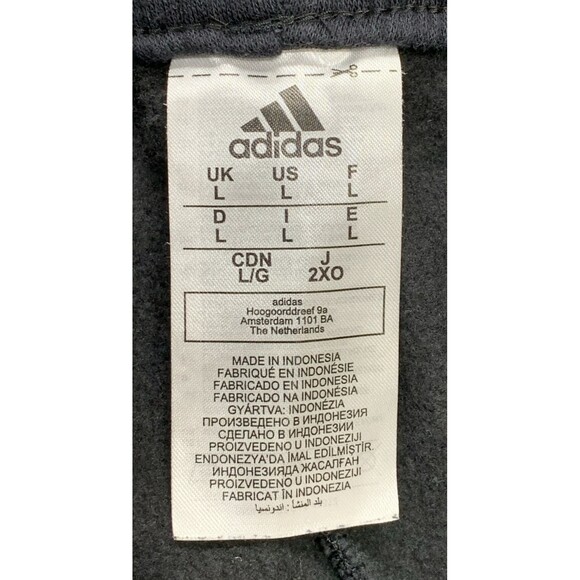 adidas
UK US F
L L L
D I E
L L L
CDN J
L/G 2XO
adidas
Hoogoorddreef 9a
Amsterdam 1101 BA
The Netherlands
MADE IN INDONESIA
FABRIQUÉ EN INDONÉSIE
FABRICADO EN INDONESIA
FABRICADO NA INDONÉSIA
GYÁRTVA: INDONÉZIA
ПРОИЗВЕДЕНО В ИНДОНЕЗИЯ
СДЕЛАНО В ИНДОНЕЗИИ
PROIZVEDENO U INDONEZIJI
ENDONEZYA'DA İMAL EDİLMİŞTİR.
ИНДОНЕЗИЯДА ЖАСАЛҒАН
PROIZVEDENO U INDONEZIJI
FABRICAT ÎN INDONEZIA
بلد المنشأ: اندونسيا